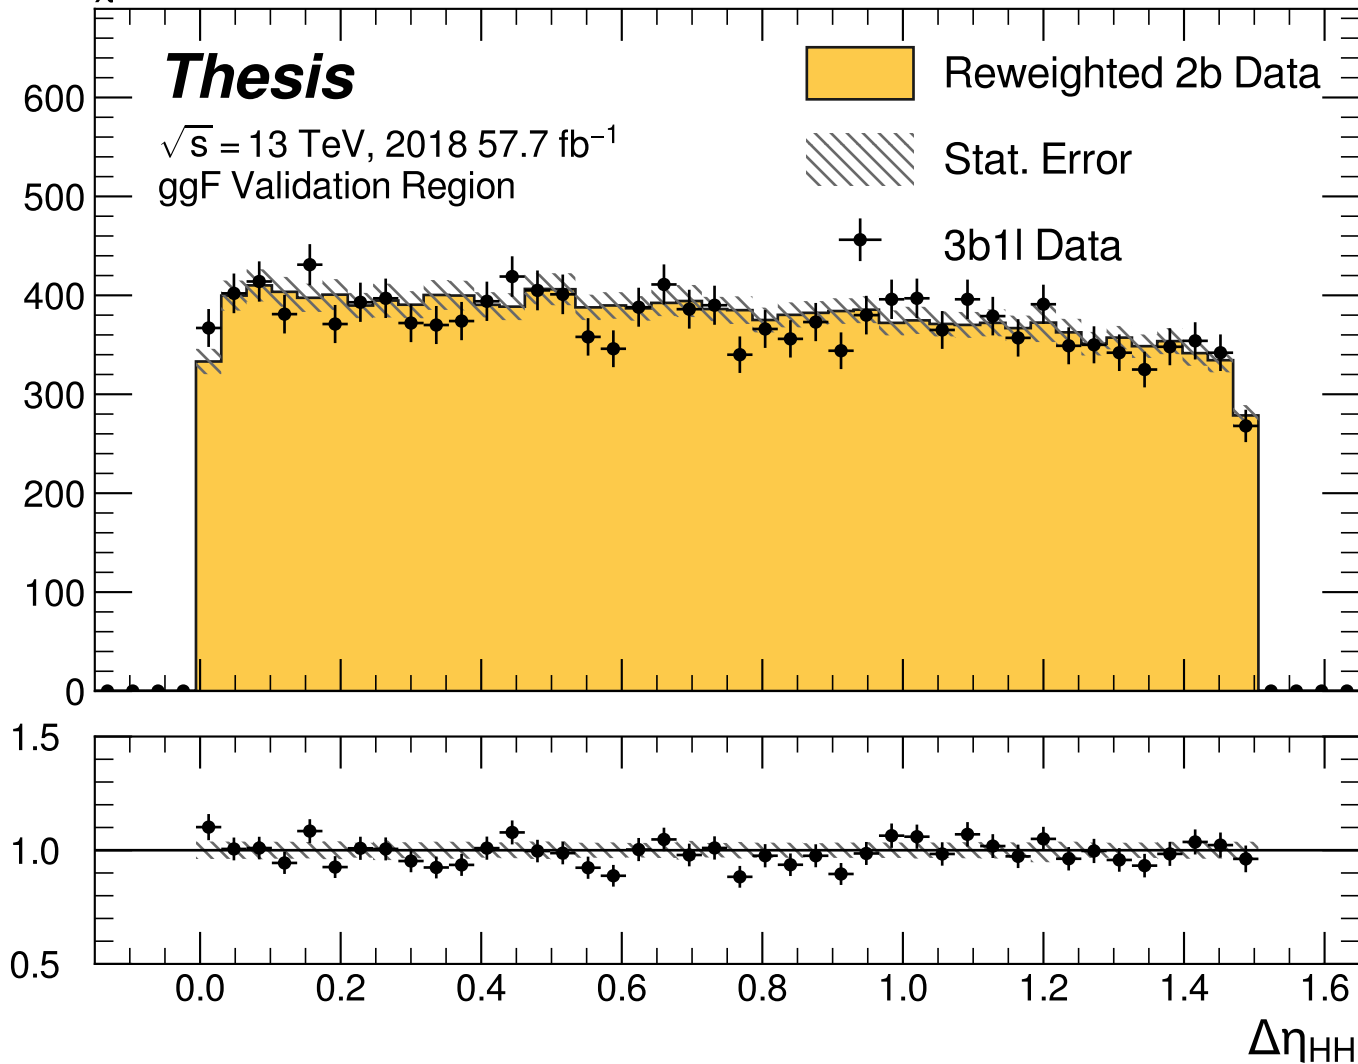 Thesis
√s = 13 TeV, 2018 57.7 fb⁻¹
ggF Validation Region
Reweighted 2b Data
Stat. Error
3b1l Data
600
500
400
300
200
100
0
1.5
1.0
0.5
0.0 0.2 0.4 0.6 0.8 1.0 1.2 1.4 1.6
Δη_HH